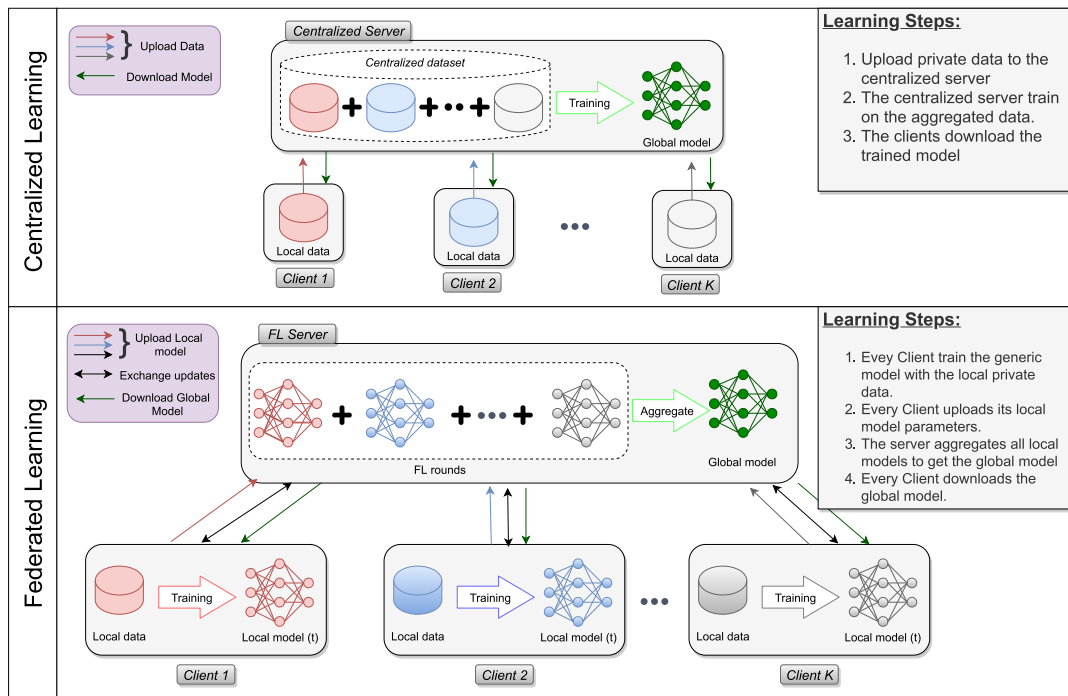 Centralized Learning
Upload Data
Download Model
Centralized Server
Centralized dataset
Training
Global model
Local data
Client 1
Local data
Client 2
Local data
Client K
Learning Steps:
1. Upload private data to the
centralized server
2. The centralized server train
on the aggregated data.
3. The clients download the
trained model
Federated Learning
Upload Local
model
Exchange updates
Download Global
Model
FL Server
FL rounds
Aggregate
Global model
Local data
Training
Local model (t)
Client 1
Local data
Training
Local model (t)
Client 2
Local data
Training
Local model (t)
Client K
Learning Steps:
1. Evey Client train the generic
model with the local private
data.
2. Every Client uploads its local
model parameters.
3. The server aggregates all local
models to get the global model
4. Every Client downloads the
global model.